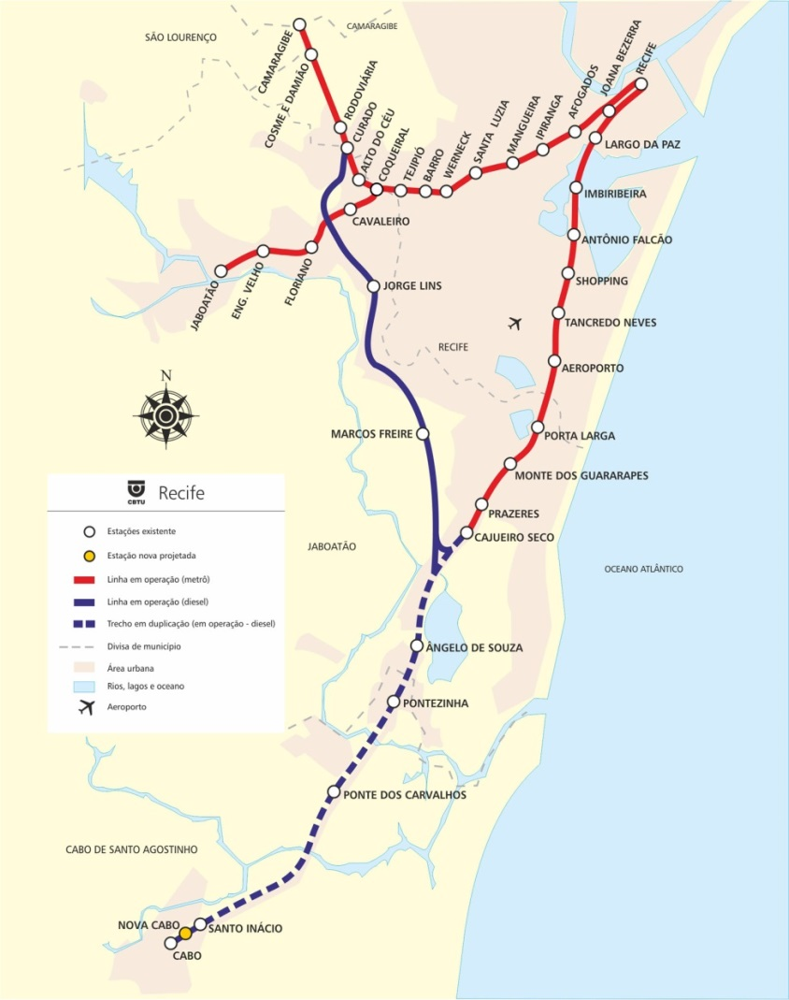 SÃO LOURENÇO
CAMARAGIBE
CAMARAGIBE
COSME E DAMIÃO
RODOVIÁRIA
CURADO
ALTO DO CÉU
COQUEIRAL
TEJIPIÓ
BARRO
WERNECK
SANTA LUZIA
MANGUEIRA
IPIRANGA
AFOGADOS
JOANA BEZERRA
RECIFE
LARGO DA PAZ
IMBIRIBEIRA
CAVALEIRO
ANTÔNIO FALCÃO
JABOATÃO
ENG. VELHO
FLORIANO
JORGE LINS
SHOPPING
TANCREDO NEVES
RECIFE
AEROPORTO
N
MARCOS FREIRE
PORTA LARGA
MONTE DOS GUARARAPES
PRAZERES
CAJUEIRO SECO
JABOATÃO
OCEANO ATLÂNTICO
CBTU
Recife
Estações existente
Estação nova projetada
Linha em operação (metrô)
Linha em operação (diesel)
Trecho em duplicação (em operação - diesel)
Divisa de município
Área urbana
Rios, lagos e oceano
Aeroporto
ÂNGELO DE SOUZA
PONTEZINHA
PONTE DOS CARVALHOS
CABO DE SANTO AGOSTINHO
NOVA CABO
SANTO INÁCIO
CABO